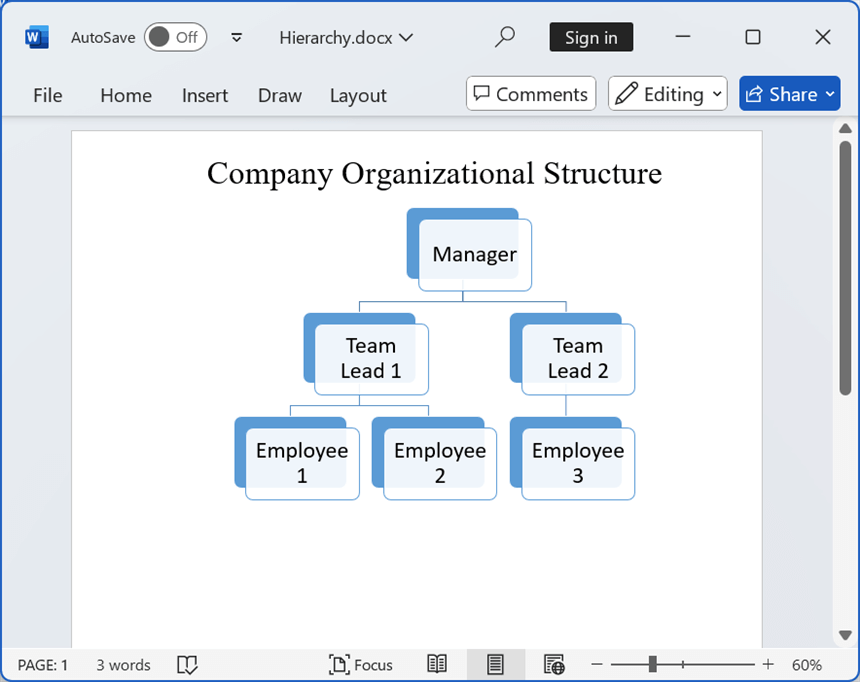 W AutoSave Off Hierarchy.docx Sign in
File Home Insert Draw Layout Comments Editing Share
Company Organizational Structure
Manager
Team
Lead 1
Team
Lead 2
Employee
1
Employee
2
Employee
3
PAGE: 1 3 words Focus 60%